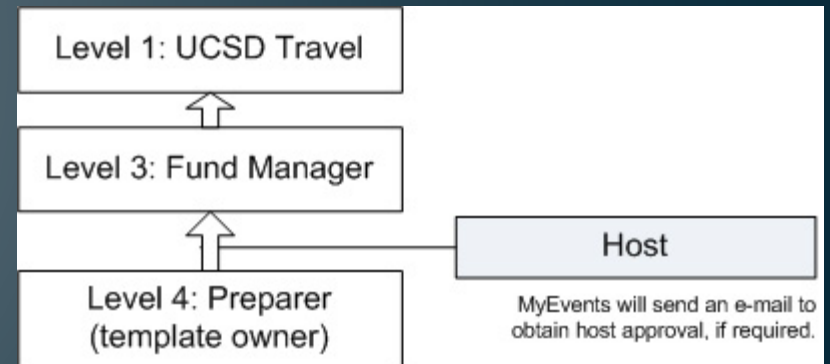 Level 1: UCSD Travel
Level 3: Fund Manager
Host
Level 4: Preparer
(template owner)
MyEvents will send an e-mail to
obtain host approval, if required.